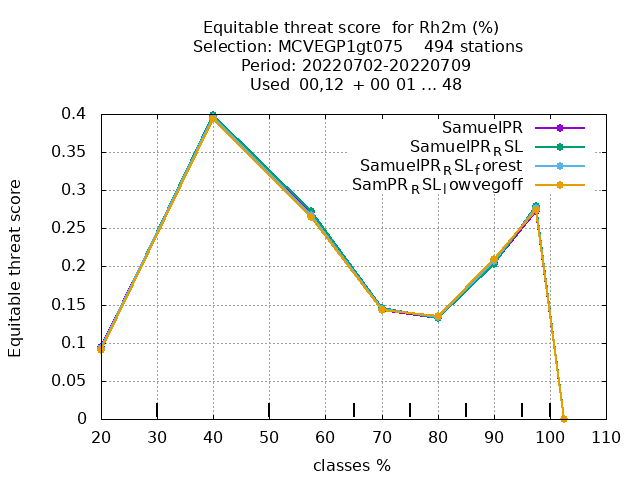 Equitable threat score  for Rh2m (%)
Selection: MCVEGP1gt075    494 stations
Period: 20220702-20220709
Used  00,12  + 00 01 ... 48
SamuelPR
SamuelPR_RSL
SamuelPR_RSL_forest
SamPR_RSL_lowvegoff
Equitable threat score
0.4
0.35
0.3
0.25
0.2
0.15
0.1
0.05
0
20 30 40 50 60 70 80 90 100 110
classes %